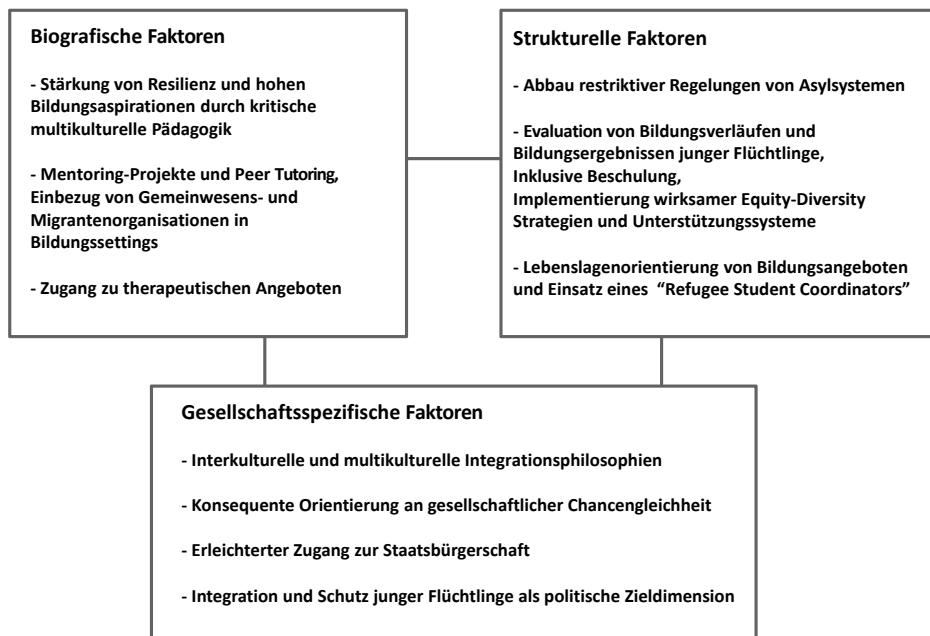 Biografische Faktoren
- Stärkung von Resilienz und hohen
Bildungsaspirationen durch kritische
multikulturelle Pädagogik
- Mentoring-Projekte und Peer Tutoring,
Einbezug von Gemeinwesens- und
Migrantenorganisationen in
Bildungssettings
- Zugang zu therapeutischen Angeboten
Strukturelle Faktoren
- Abbau restriktiver Regelungen von Asylsystemen
- Evaluation von Bildungsverläufen und
Bildungsergebnissen junger Flüchtlinge,
Inklusive Beschulung,
Implementierung wirksamer Equity-Diversity
Strategien und Unterstützungssysteme
- Lebenslagenorientierung von Bildungsangeboten
und Einsatz eines “Refugee Student Coordinators”
Gesellschaftsspezifische Faktoren
- Interkulturelle und multikulturelle Integrationsphilosophien
- Konsequente Orientierung an gesellschaftlicher Chancengleichheit
- Erleichterter Zugang zur Staatsbürgerschaft
- Integration und Schutz junger Flüchtlinge als politische Zieldimension